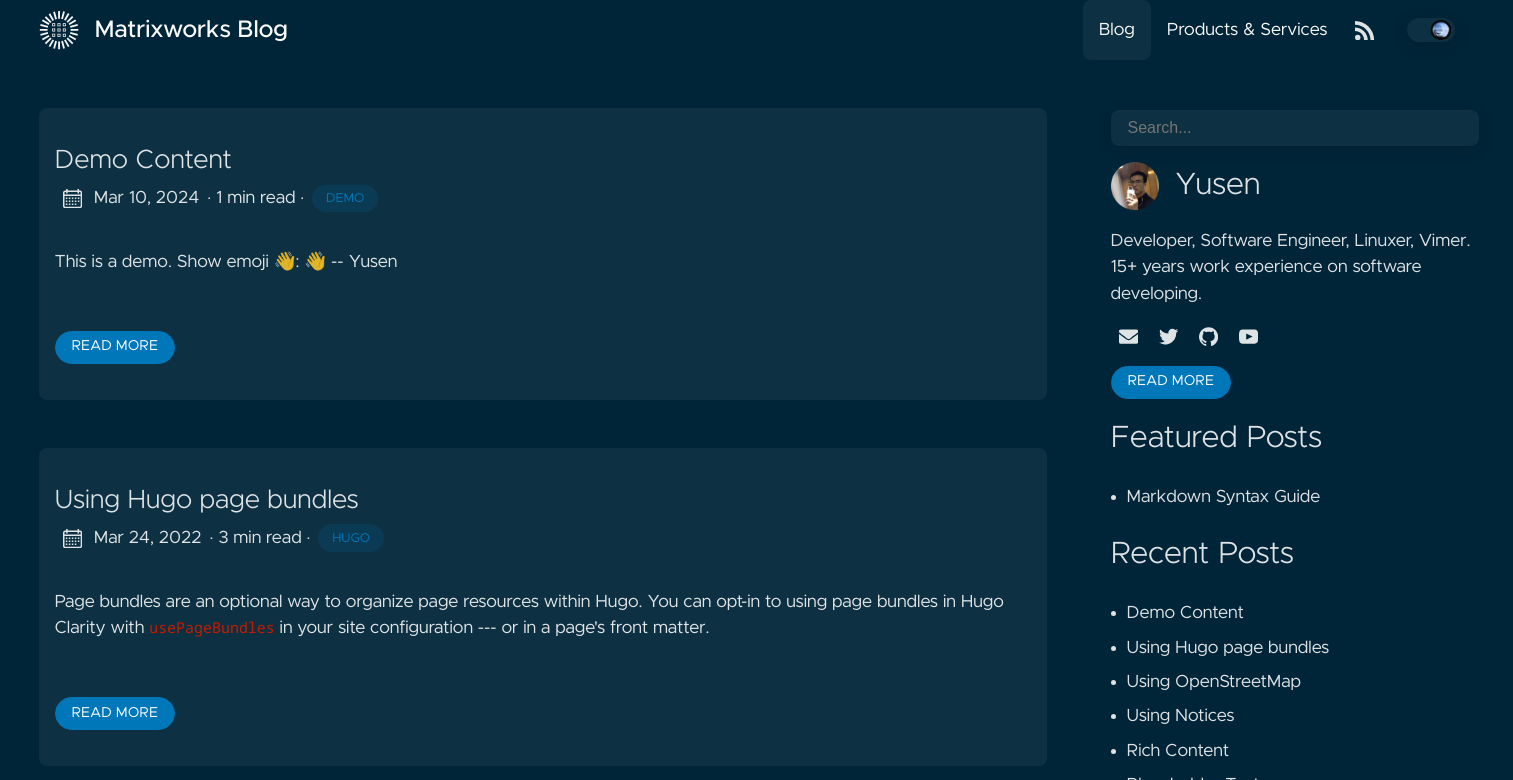 Matrixworks Blog
Blog
Products & Services
Demo Content
Mar 10, 2024 · 1 min read ·
DEMO
This is a demo. Show emoji 👋: 👋 -- Yusen
READ MORE
Using Hugo page bundles
Mar 24, 2022 · 3 min read ·
HUGO
Page bundles are an optional way to organize page resources within Hugo. You can opt-in to using page bundles in Hugo
Clarity with usePageBundles in your site configuration --- or in a page's front matter.
READ MORE
Search...
Yusen
Developer, Software Engineer, Linuxer, Vimer.
15+ years work experience on software
developing.
READ MORE
Featured Posts
Markdown Syntax Guide
Recent Posts
Demo Content
Using Hugo page bundles
Using OpenStreetMap
Using Notices
Rich Content